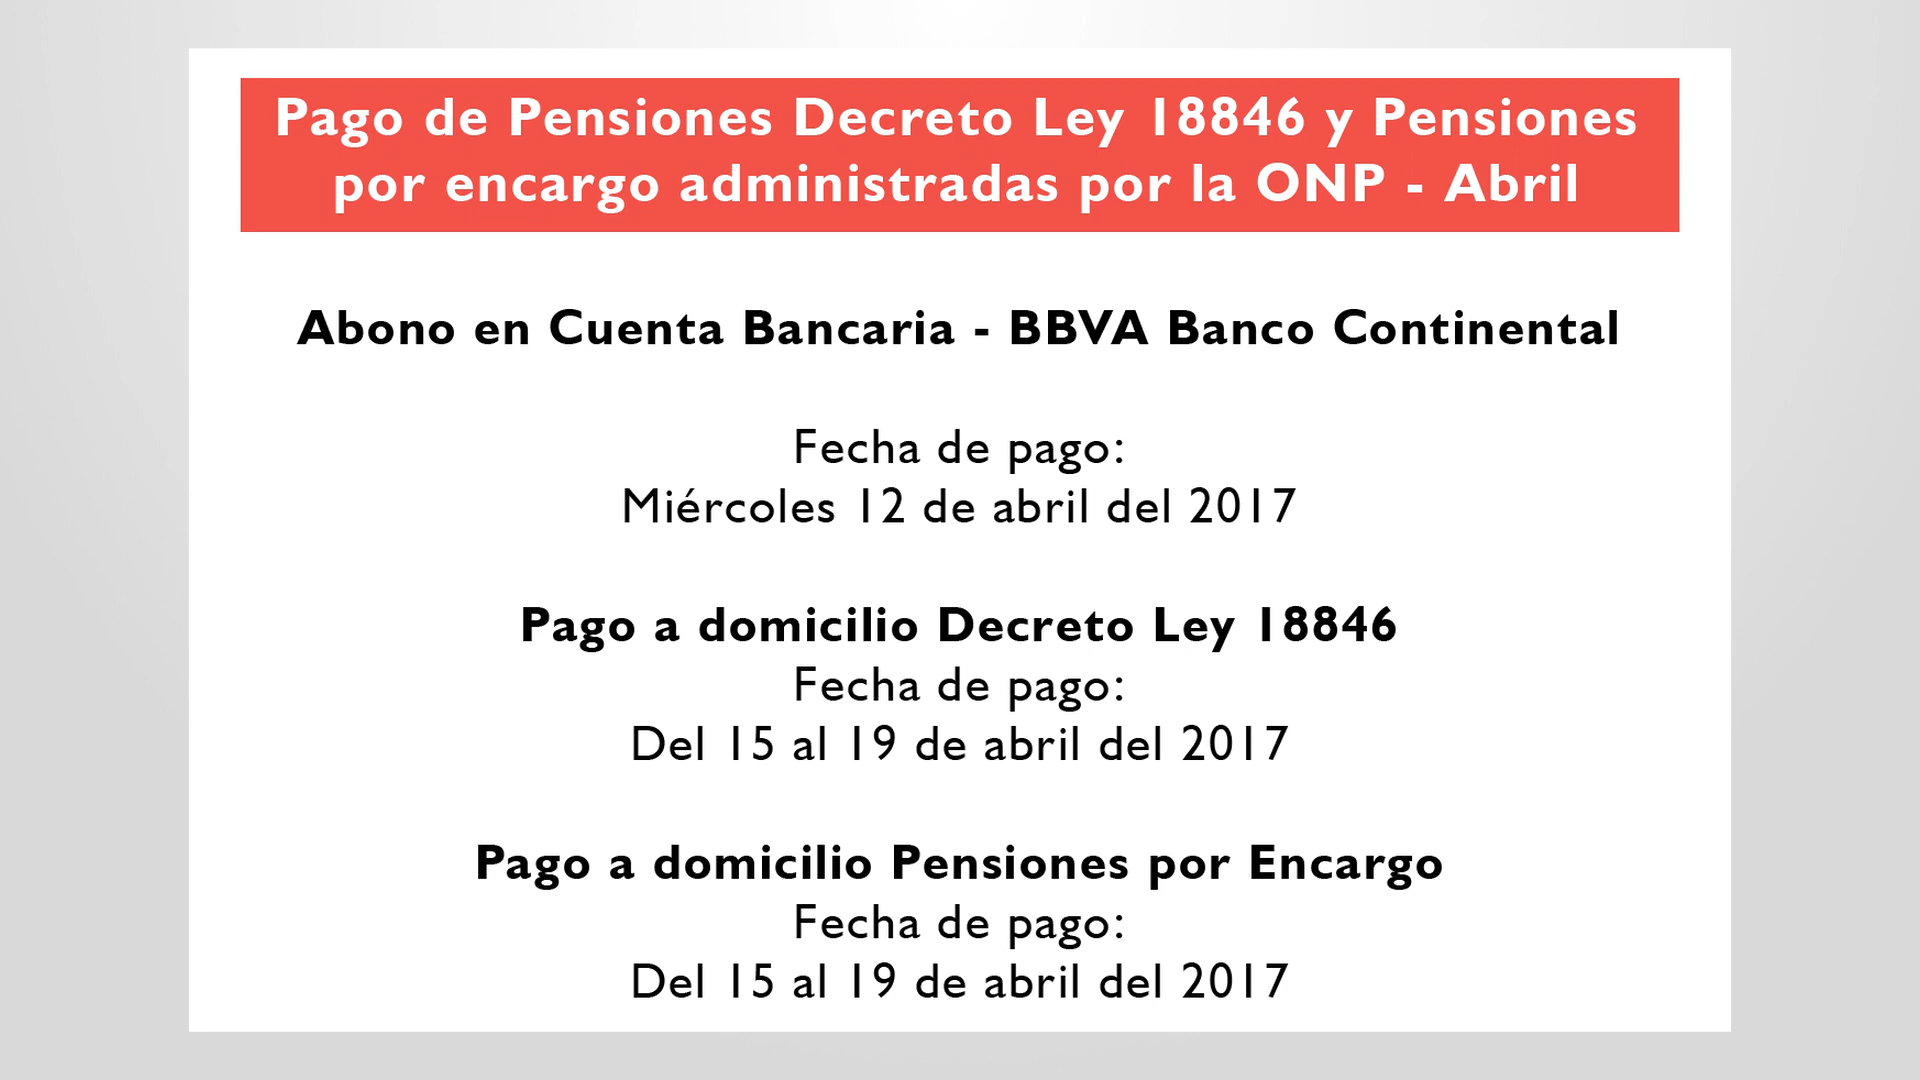 Pago de Pensiones Decreto Ley 18846 y Pensiones
por encargo administradas por la ONP - Abril
Abono en Cuenta Bancaria - BBVA Banco Continental
Fecha de pago:
Miércoles 12 de abril del 2017
Pago a domicilio Decreto Ley 18846
Fecha de pago:
Del 15 al 19 de abril del 2017
Pago a domicilio Pensiones por Encargo
Fecha de pago:
Del 15 al 19 de abril del 2017